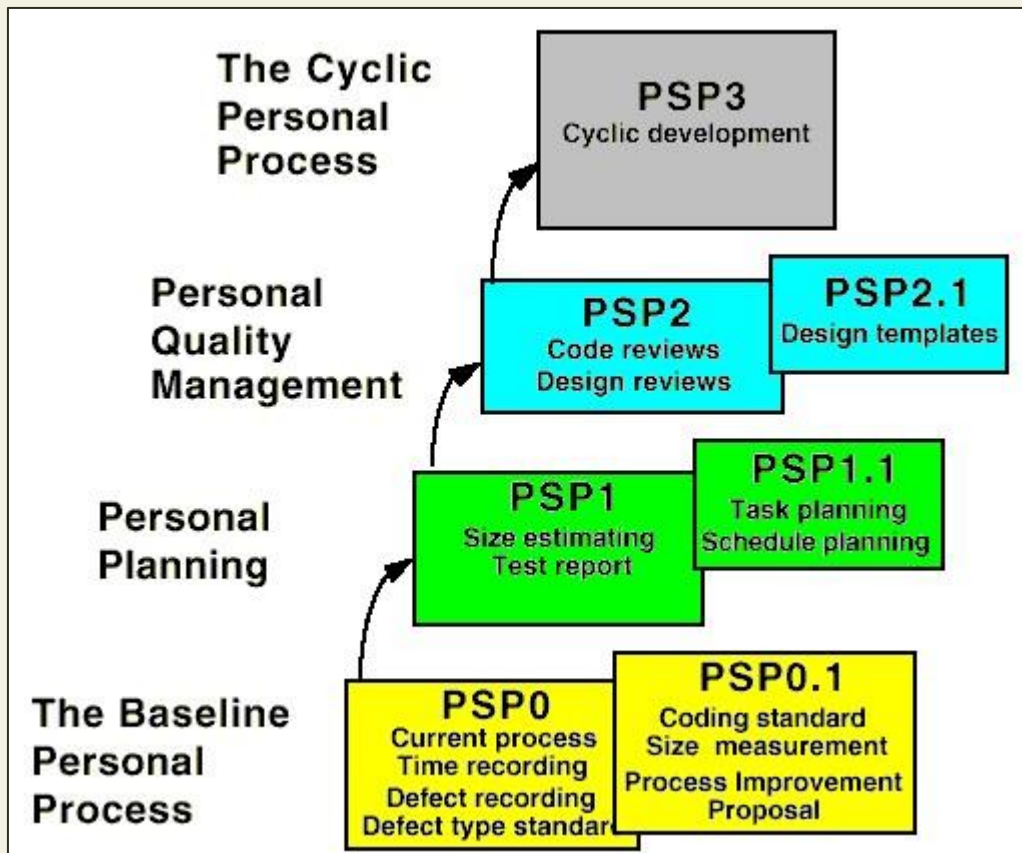 The Cyclic
Personal
Process
PSP3
Cyclic development
Personal
Quality
Management
PSP2
Code reviews
Design reviews
PSP2.1
Design templates
Personal
Planning
PSP1
Size estimating
Test report
PSP1.1
Task planning
Schedule planning
The Baseline
Personal
Process
PSP0
Current process
Time recording
Defect recording
Defect type standard
PSP0.1
Coding standard
Size measurement
Process Improvement
Proposal